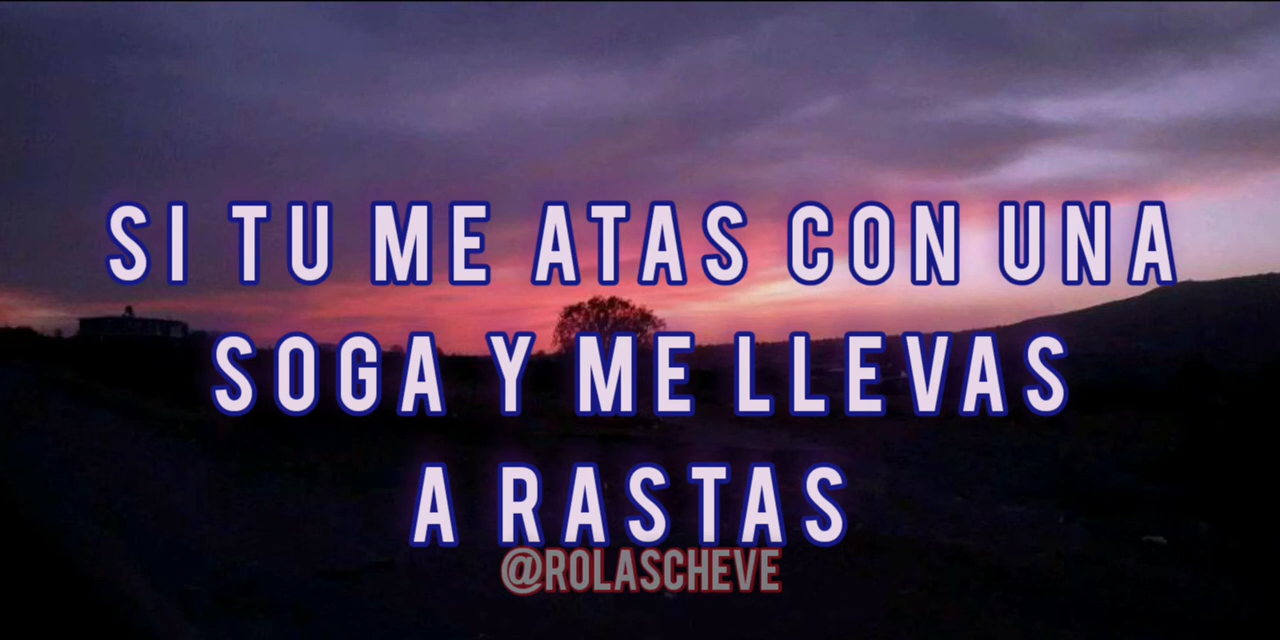 SI TU ME ATAS CON UNA
SOGA Y ME LLEVAS
A RASTAS
@ROLASCHEVE